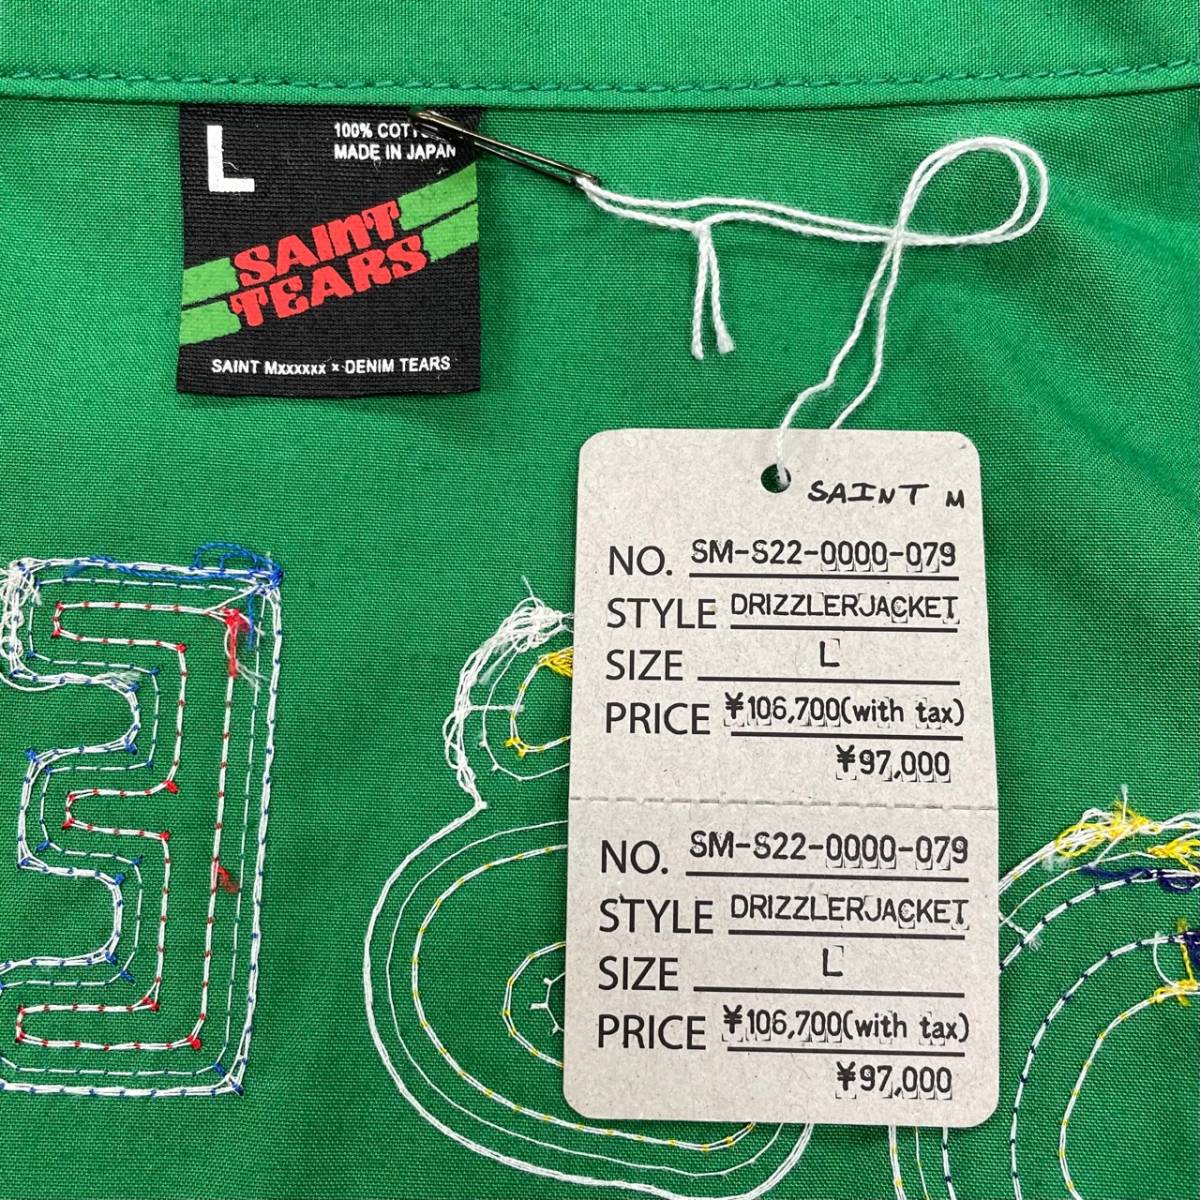 L
100% COTTON
MADE IN JAPAN
SAINT
TEARS
SAINT Mxxxxxx × DENIM TEARS
SAINT M
NO. SM-S22-0000-079
STYLE DRIZZLERJACKET
SIZE L
PRICE ¥106,700(with tax)
¥97,000
NO. SM-S22-0000-079
STYLE DRIZZLERJACKET
SIZE L
PRICE ¥106,700(with tax)
¥97,000